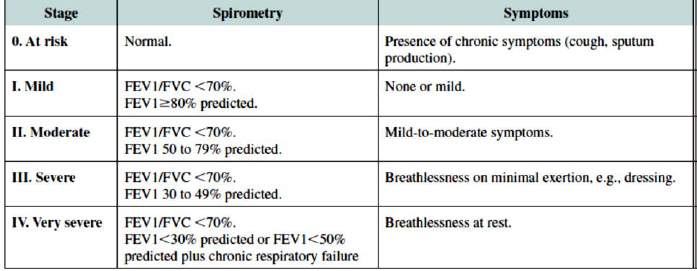 Stage Spirometry Symptoms
0. At risk Normal. Presence of chronic symptoms (cough, sputum
production).
I. Mild FEV1/FVC <70%. None or mild.
FEV1≥80% predicted.
II. Moderate FEV1/FVC <70%. Mild-to-moderate symptoms.
FEV1 50 to 79% predicted.
III. Severe FEV1/FVC <70%. Breathlessness on minimal exertion, e.g., dressing.
FEV1 30 to 49% predicted.
IV. Very severe FEV1/FVC <70%. Breathlessness at rest.
FEV1<30% predicted or FEV1<50%
predicted plus chronic respiratory failure